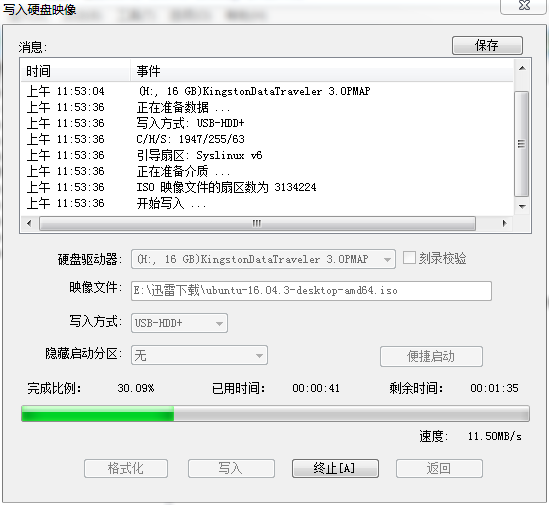 写入硬盘映像
消息:
保存
时间 事件
上午 11:53:04 (H:, 16 GB)KingstonDataTraveler 3.0PMAP
上午 11:53:36 正在准备数据 ...
上午 11:53:36 写入方式: USB-HDD+
上午 11:53:36 C/H/S: 1947/255/63
上午 11:53:36 引导扇区: Syslinux v6
上午 11:53:36 正在准备介质 ...
上午 11:53:36 ISO 映像文件的扇区数为 3134224
上午 11:53:36 开始写入 ...
硬盘驱动器: (H:, 16 GB)KingstonDataTraveler 3.0PMAP 刻录校验
映像文件: E:\迅雷下载\ubuntu-16.04.3-desktop-amd64.iso
写入方式: USB-HDD+
隐藏启动分区: 无 便捷启动
完成比例: 30.09% 已用时间: 00:00:41 剩余时间: 00:01:35
速度: 11.50MB/s
格式化 写入 终止[A] 返回